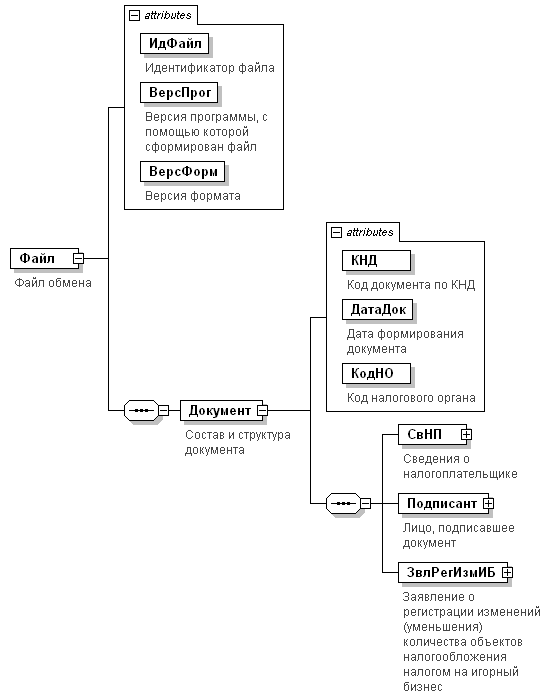 attributes
ИдФайл
Идентификатор файла
ВерсПрог
Версия программы, с
помощью которой
сформирован файл
ВерсФорм
Версия формата
Файл
Файл обмена
attributes
КНД
Код документа по КНД
ДатаДок
Дата формирования
документа
КодНО
Код налогового органа
Документ
Состав и структура
документа
СвНП
Сведения о
налогоплательщике
Подписант
Лицо, подписавшее
документ
ЗвлРегИзмИБ
Заявление о
регистрации изменений
(уменьшения)
количества объектов
налогообложения
налогом на игорный
бизнес